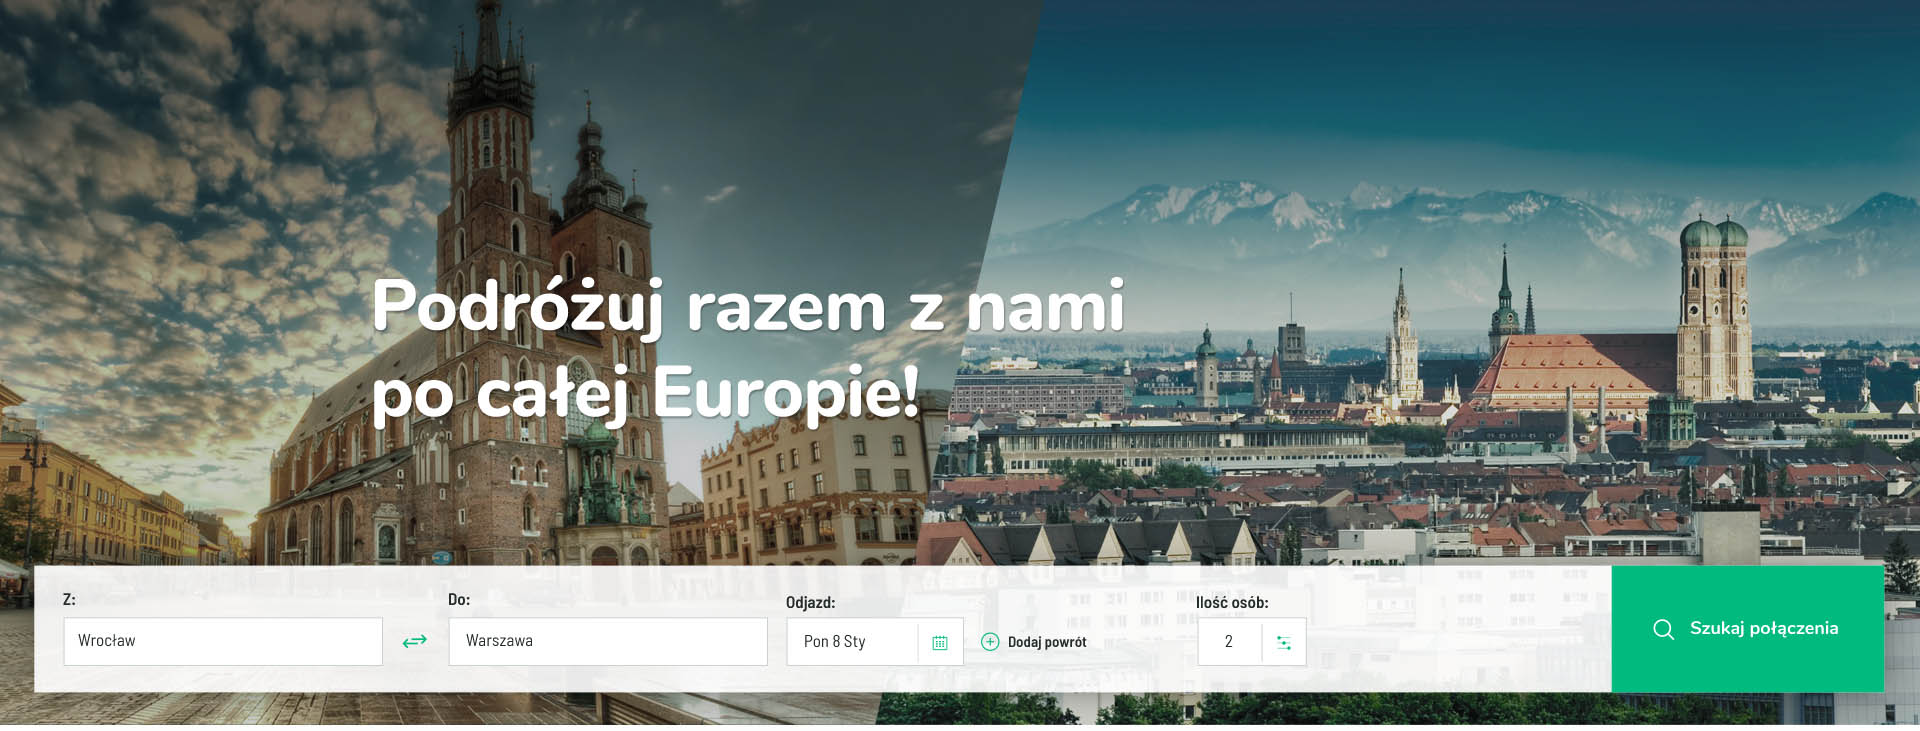 Podróżuj razem z nami
po całej Europie!
Z:
Wrocław
Do:
Warszawa
Odjazd:
Pon 8 Sty
Dodaj powrót
Ilość osób:
2
Szukaj połączenia